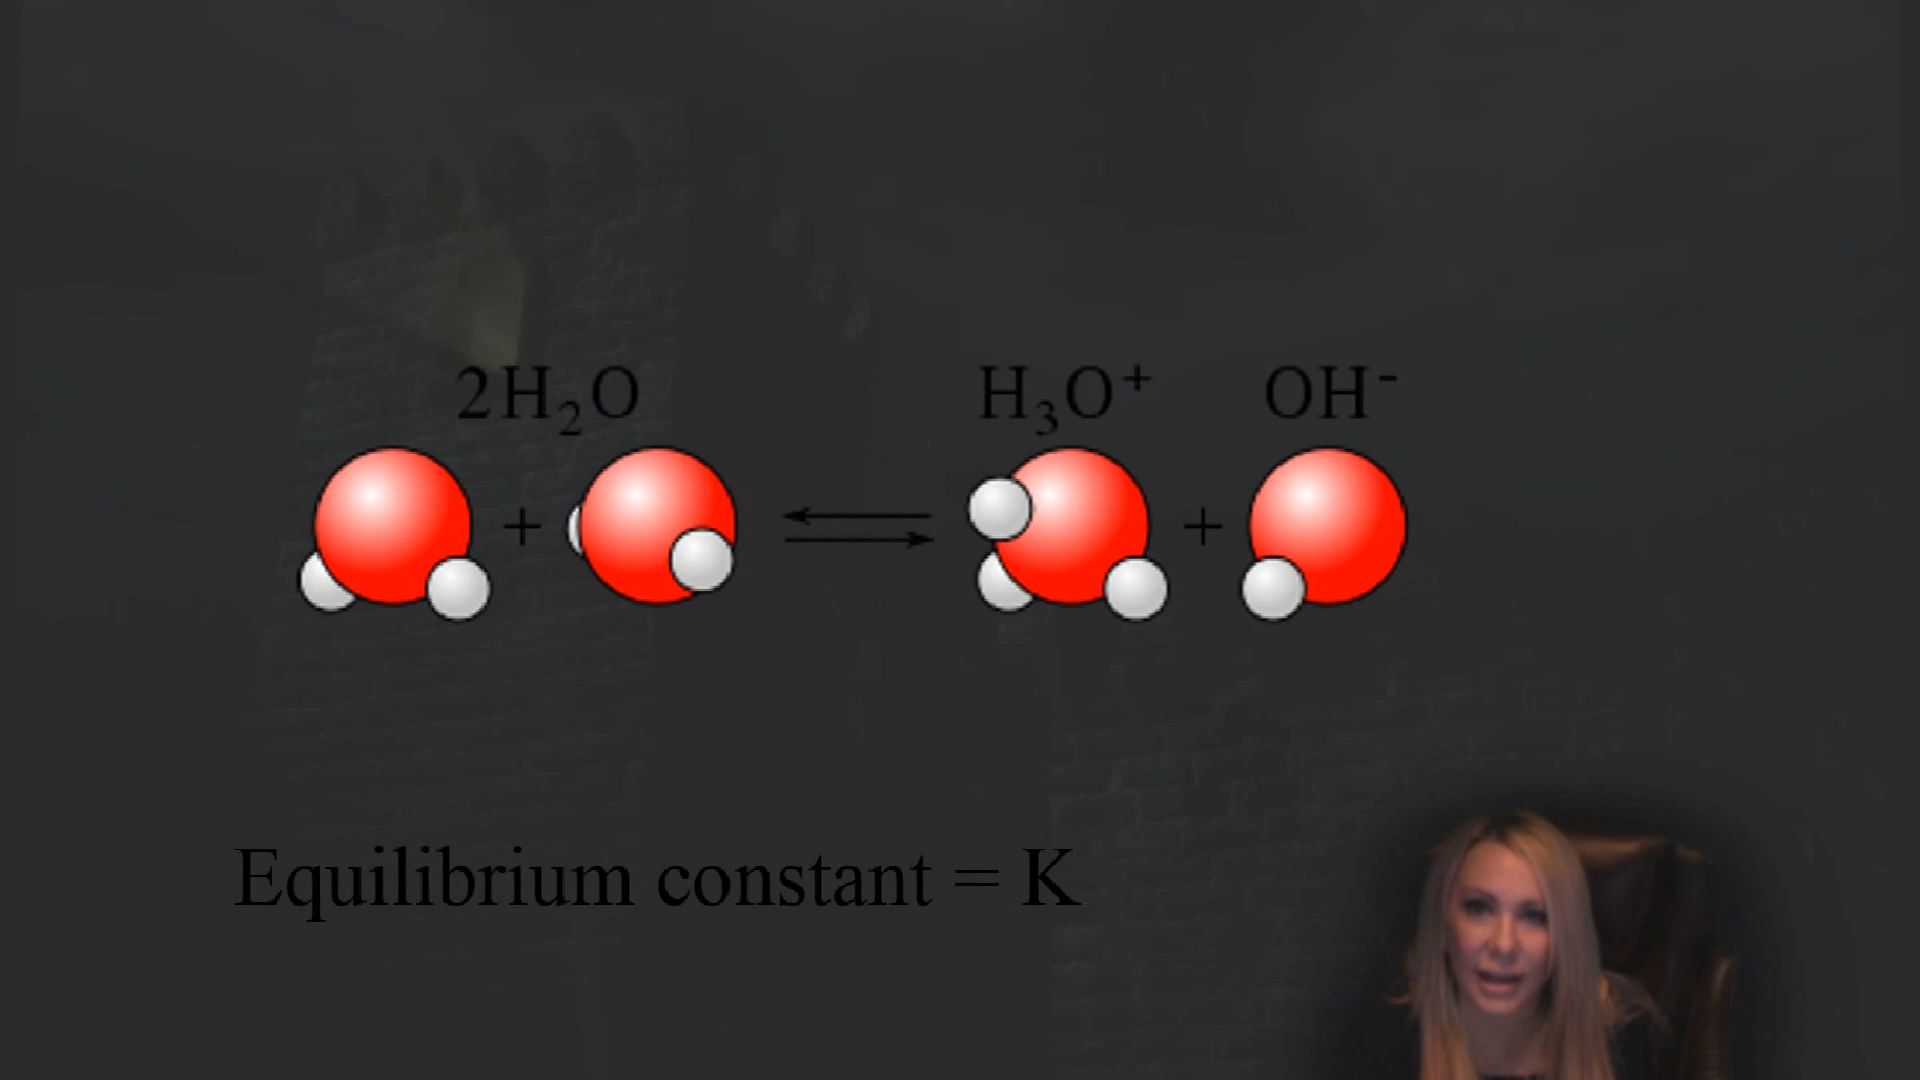 2H₂O H₃O⁺ OH⁻
+ +
Equilibrium constant = K